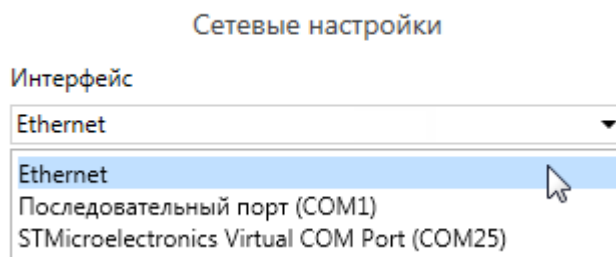 Сетевые настройки
Интерфейс
Ethernet
Ethernet
Последовательный порт (COM1)
STMicroelectronics Virtual COM Port (COM25)